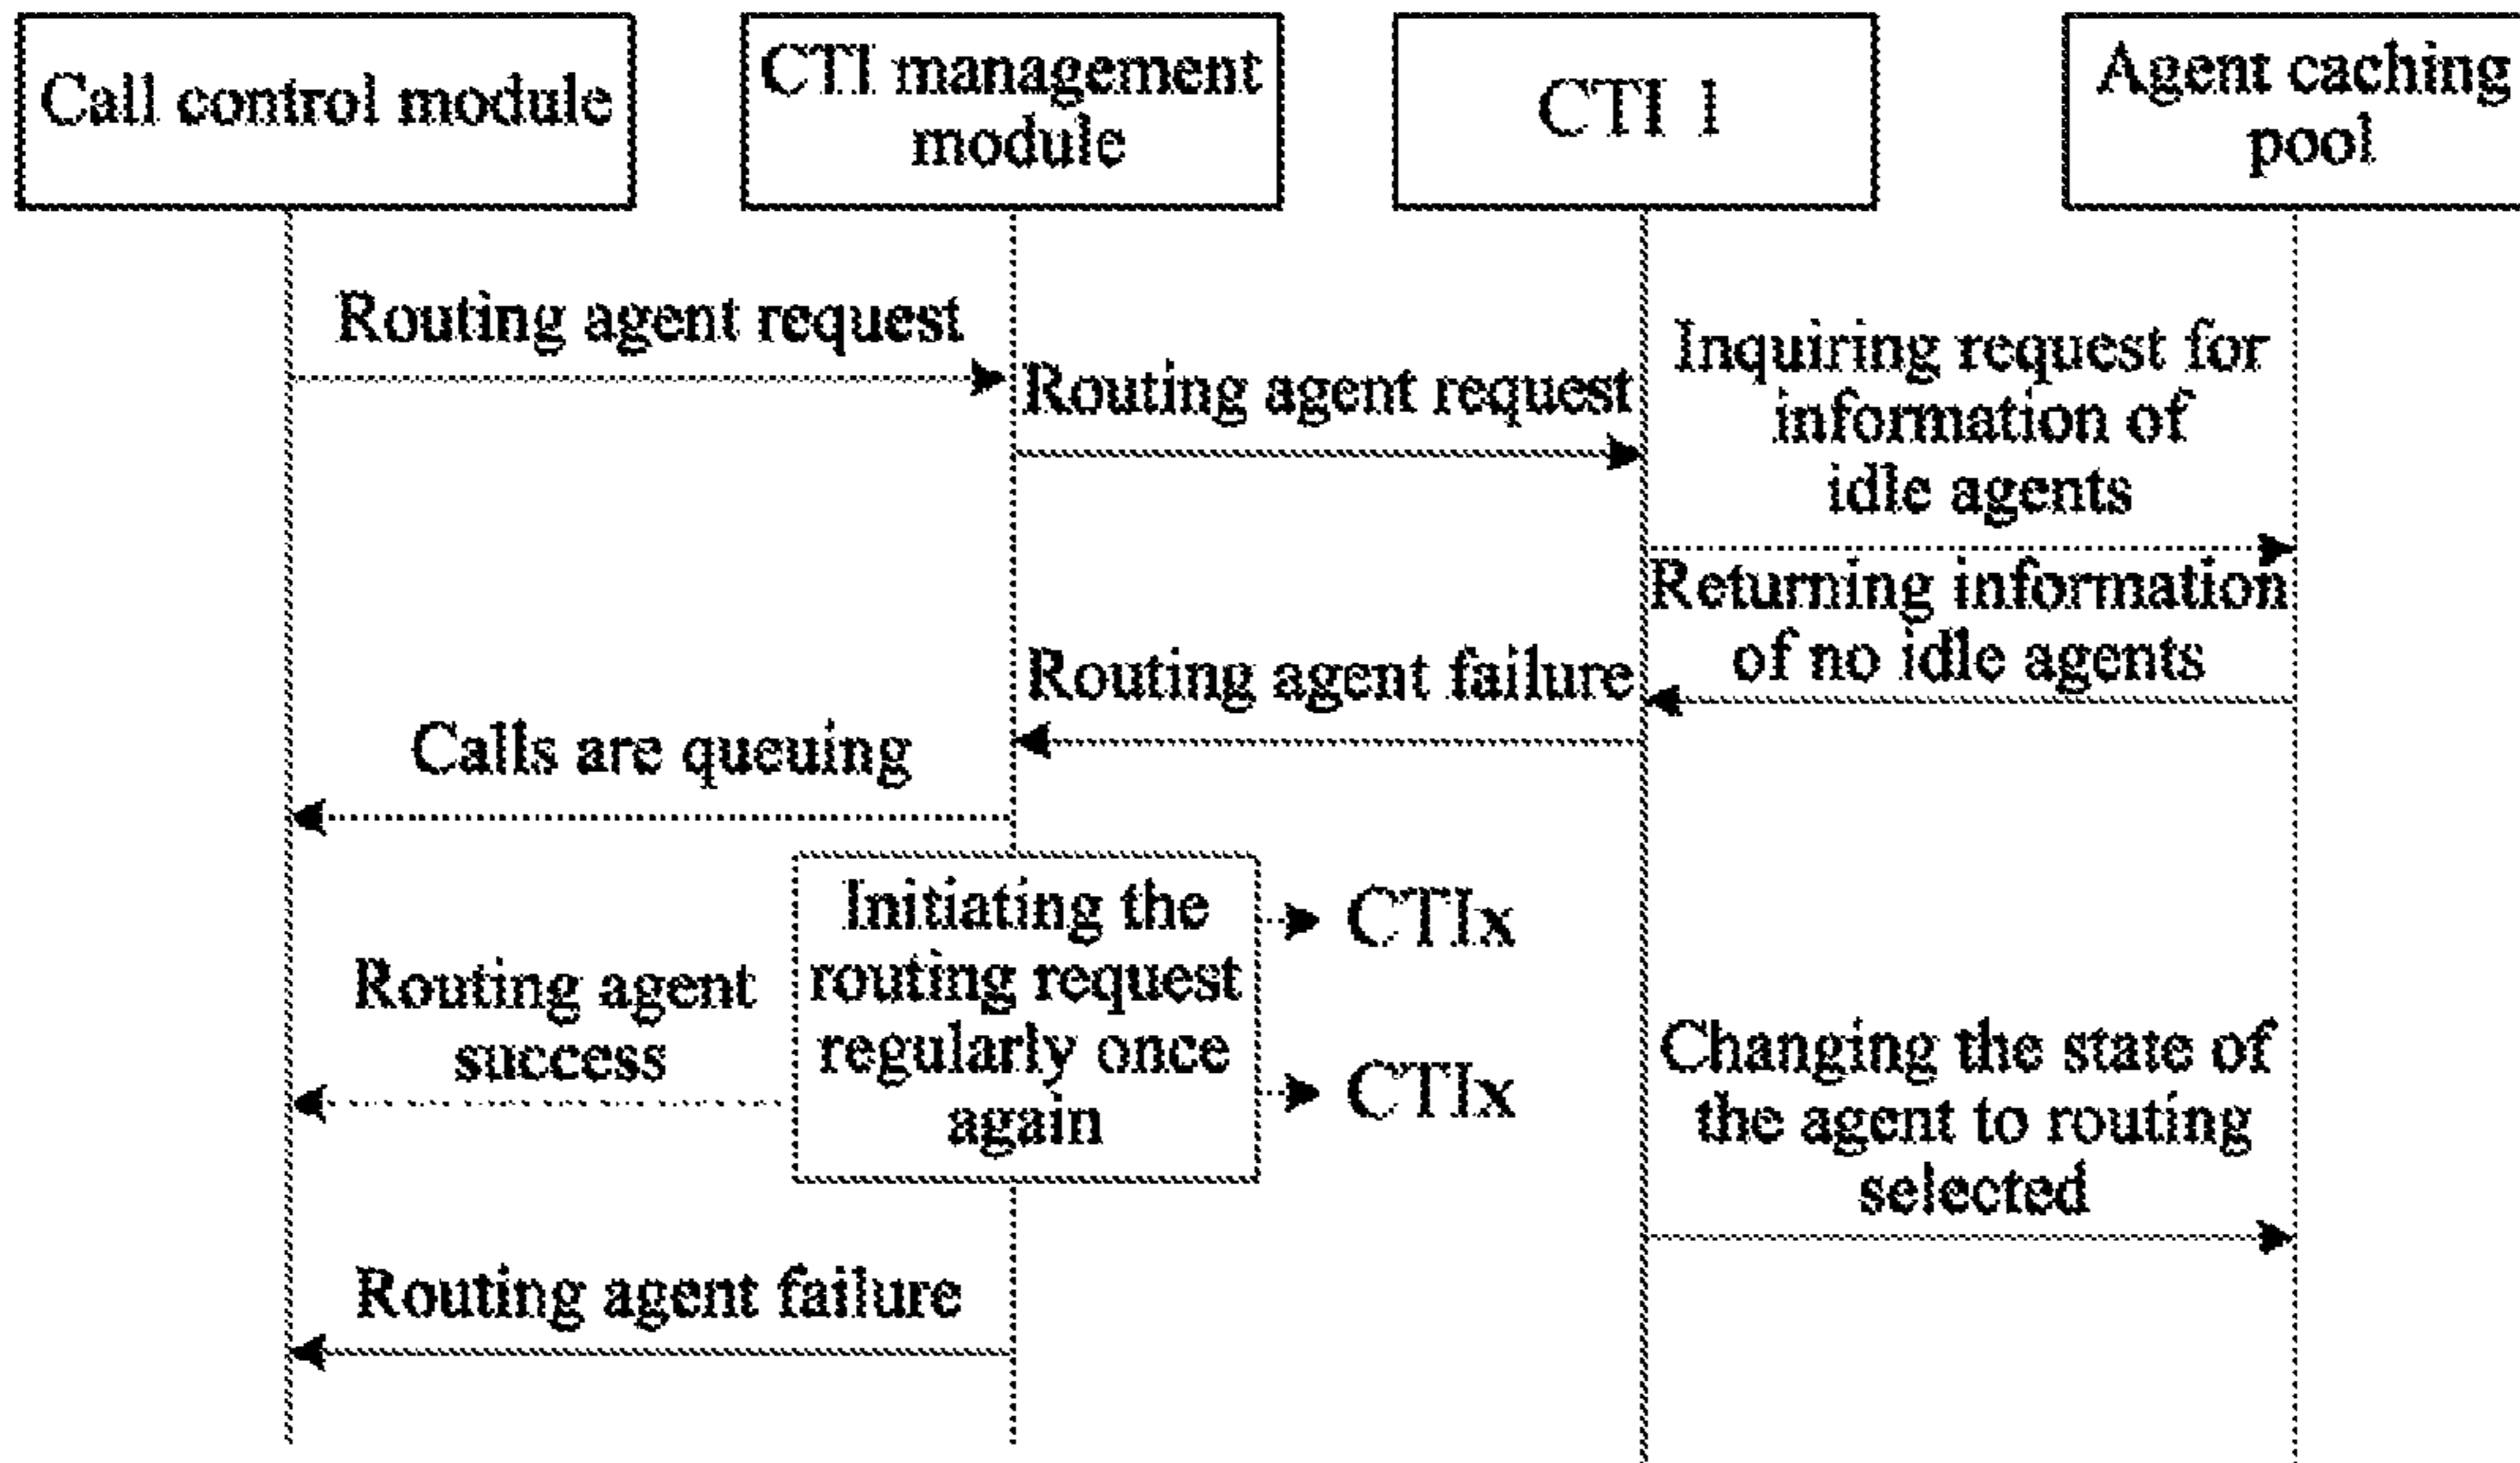 Call control module
CTI management
module
CTI 1
Agent caching
pool
Routing agent request
Routing agent request
Inquiring request for
information of
idle agents
Returning information
of no idle agents
Routing agent failure
Calls are queuing
Initiating the
routing request
regularly once
again
CTIx
CTIx
Routing agent
success
Changing the state of
the agent to routing
selected
Routing agent failure